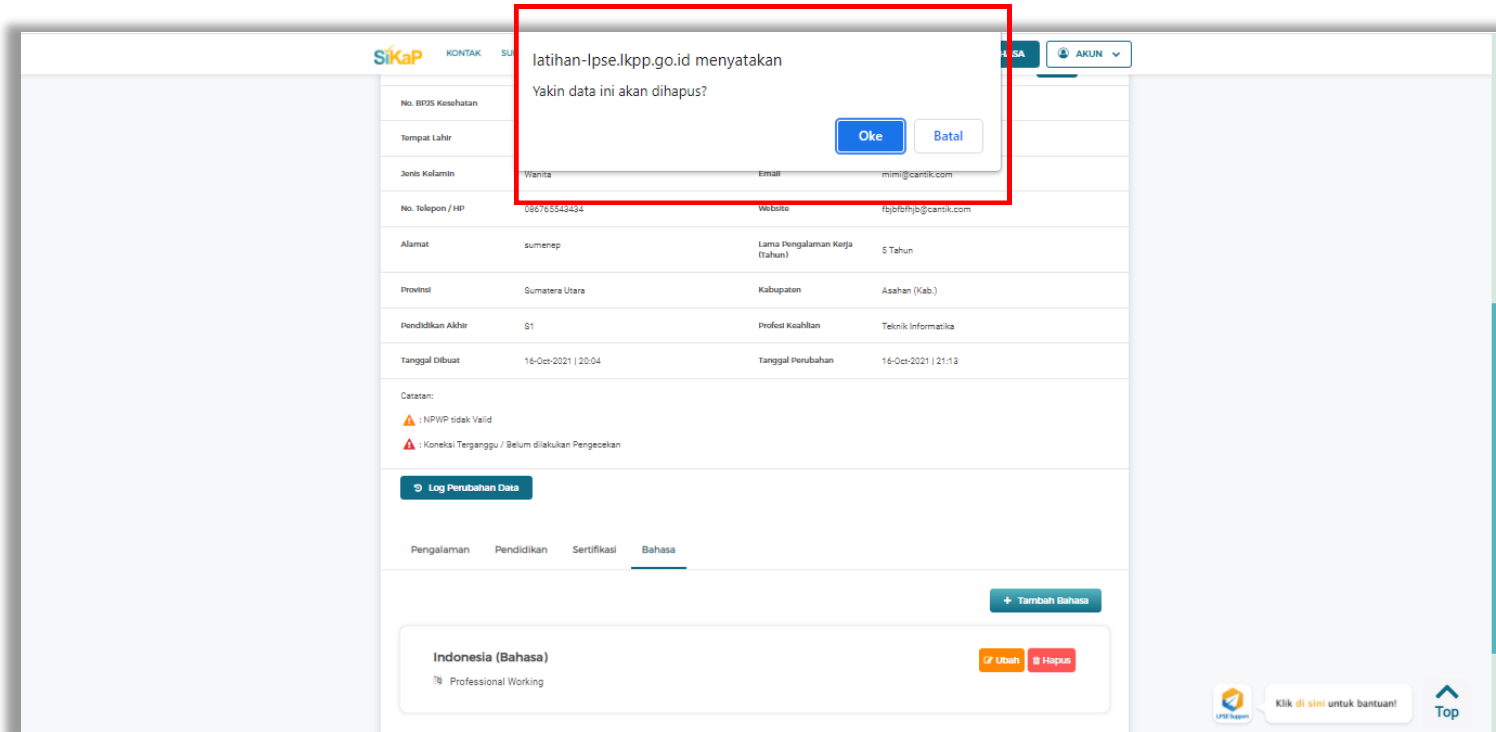 SiKaP KONTAK SU
latihan-lpse.lkpp.go.id menyatakan
Yakin data ini akan dihapus?
Oke Batal
AKUN
No. BPJS Kesehatan
Tempat Lahir
Jenis Kelamin Wanita Email mimi@cantik.com
No. Telepon / HP 086765543434 Website fbjbfbfhjb@cantik.com
Alamat sumenep Lama Pengalaman Kerja
(Tahun) 5 Tahun
Provinsi Sumatera Utara Kabupaten Asahan (Kab.)
Pendidikan Akhir S1 Profesi Keahlian Teknik Informatika
Tanggal Dibuat 16-Oct-2021 | 20:04 Tanggal Perubahan 16-Oct-2021 | 21:13
Catatan:
: NPWP tidak Valid
: Koneksi Terganggu / Belum dilakukan Pengecekan
Log Perubahan Data
Pengalaman Pendidikan Sertifikasi Bahasa
+ Tambah Bahasa
Indonesia (Bahasa)
Ubah Hapus
Professional Working
LPSE Support
Klik di sini untuk bantuan!
Top